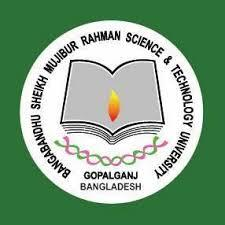 BANGABANDHU SHEIKH MUJIBUR RAHMAN SCIENCE & TECHNOLOGY UNIVERSITY
GOPALGANJ
BANGLADESH